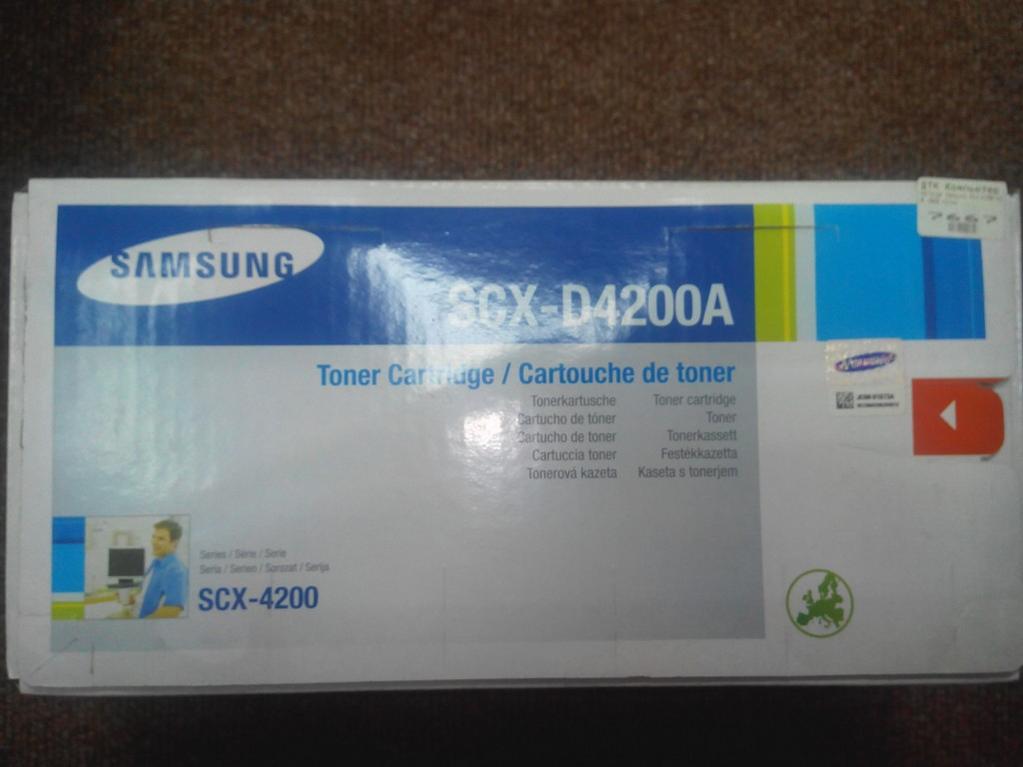 SAMSUNG
SCX-D4200A
Toner Cartridge / Cartouche de toner
Tonerkartusche Toner cartridge
Cartucho de tóner Toner
Cartucho de toner Tonerkassett
Cartuccia toner Festékkazetta
Tonerová kazeta Kaseta s tonerjem
Series / Série / Serie
Seria / Serien / Sorozat / Serija
SCX-4200
7667